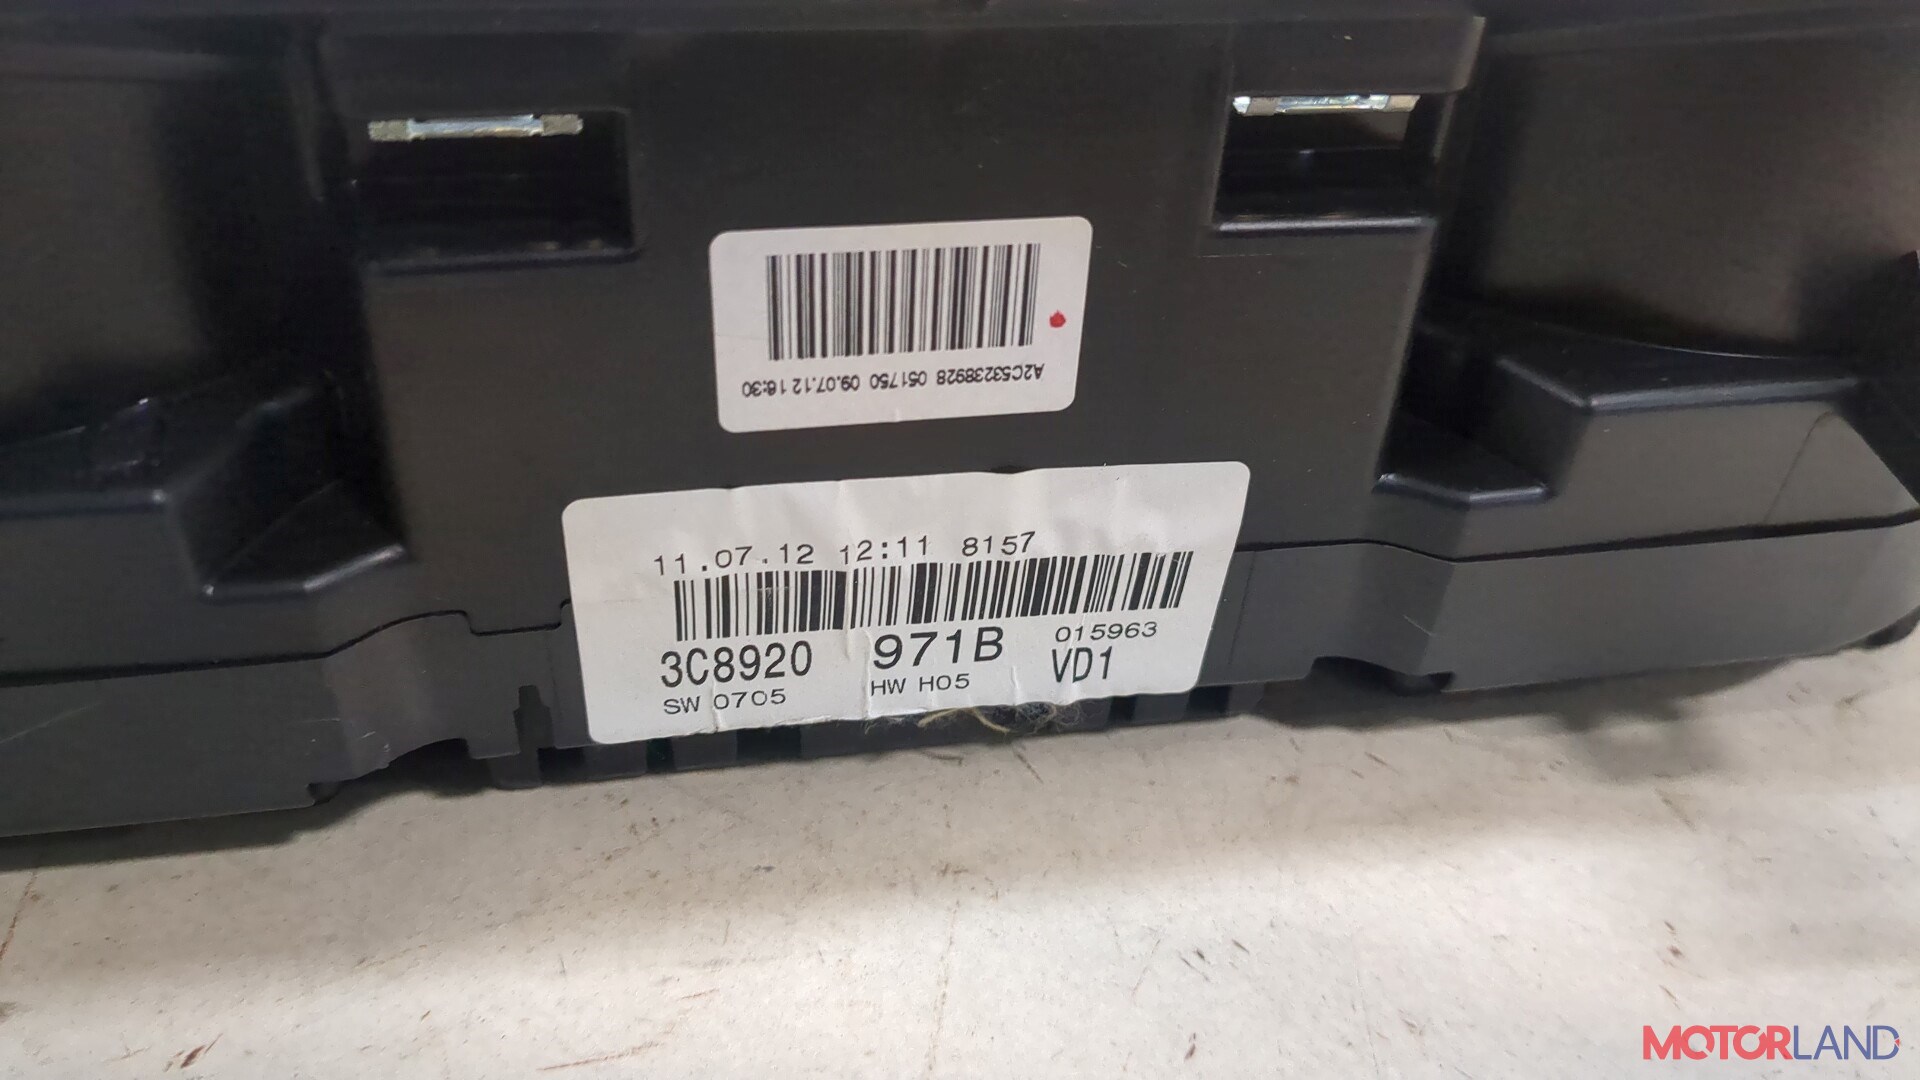 A2C53238928 051750 09.07.12 16:30
11.07.12 12:11 8157
015963
3C8920 971B VD1
SW 0705 HW H05
MOTORLAND